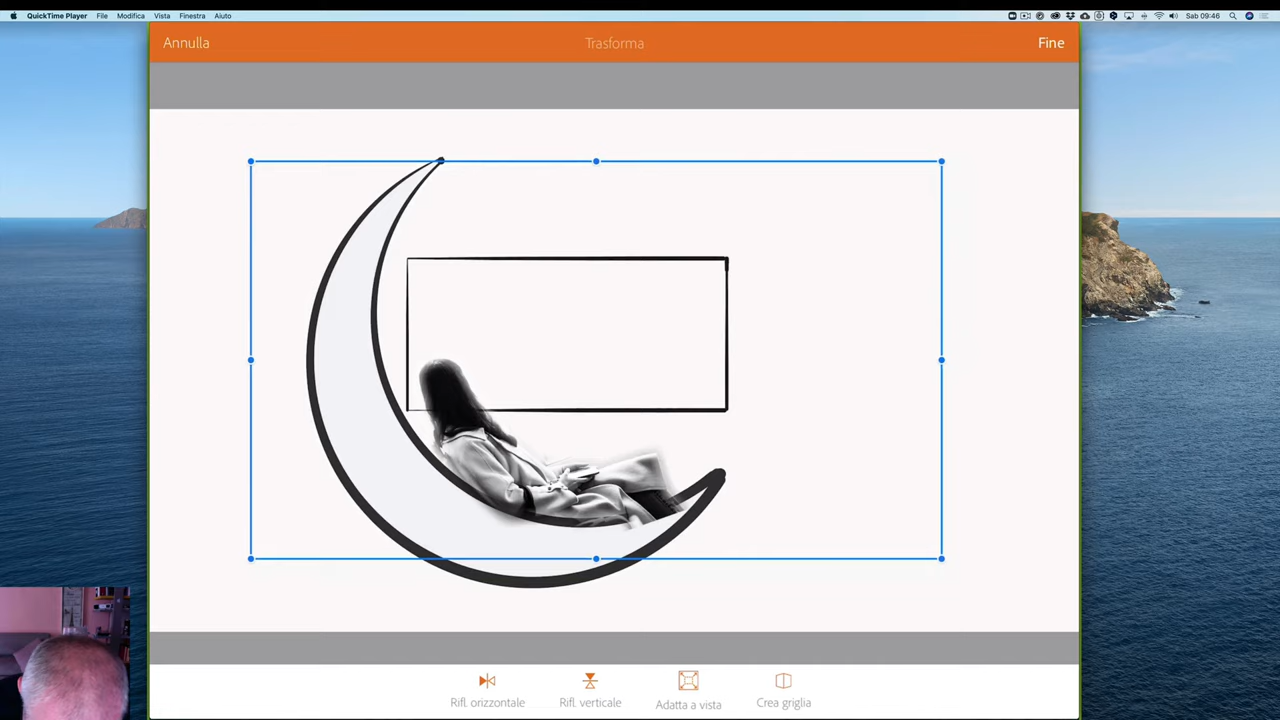 QuickTime Player File Modifica Vista Finestra Aiuto Sab 09:46
Annulla Trasforma Fine
Rifl. orizzontale Rifl. verticale Adatta a vista Crea griglia